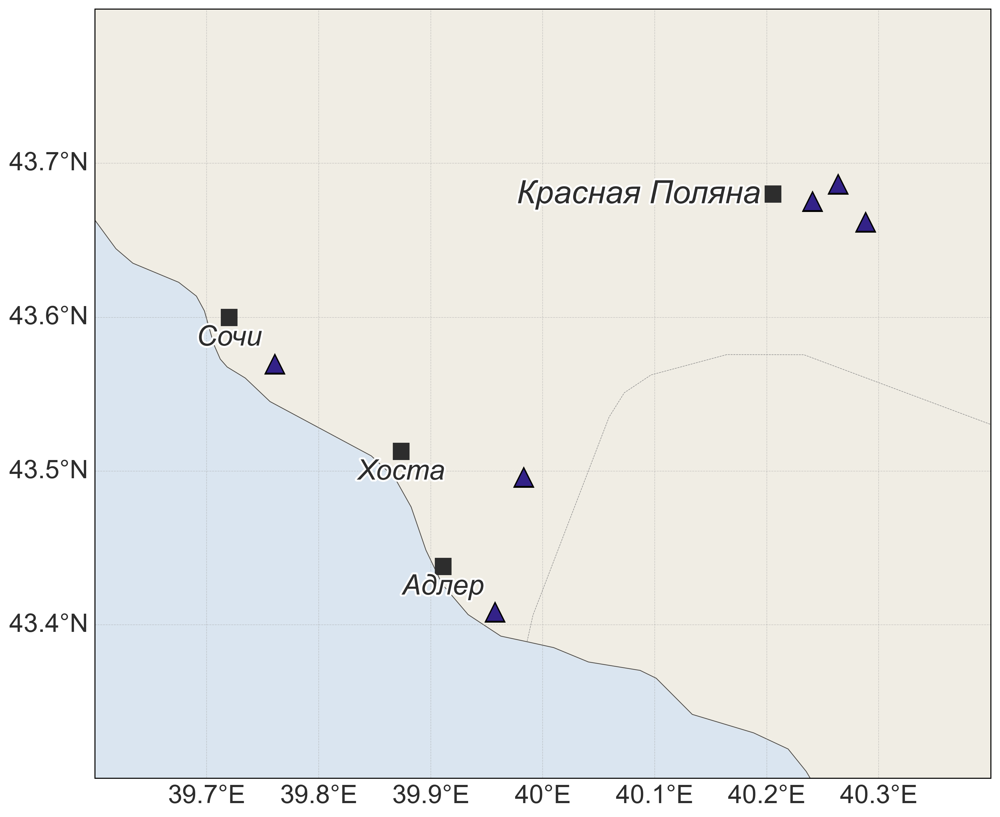 43.7°N
Красная Поляна
43.6°N
Сочи
43.5°N
Хоста
Адлер
43.4°N
39.7°E
39.8°E
39.9°E
40°E
40.1°E
40.2°E
40.3°E